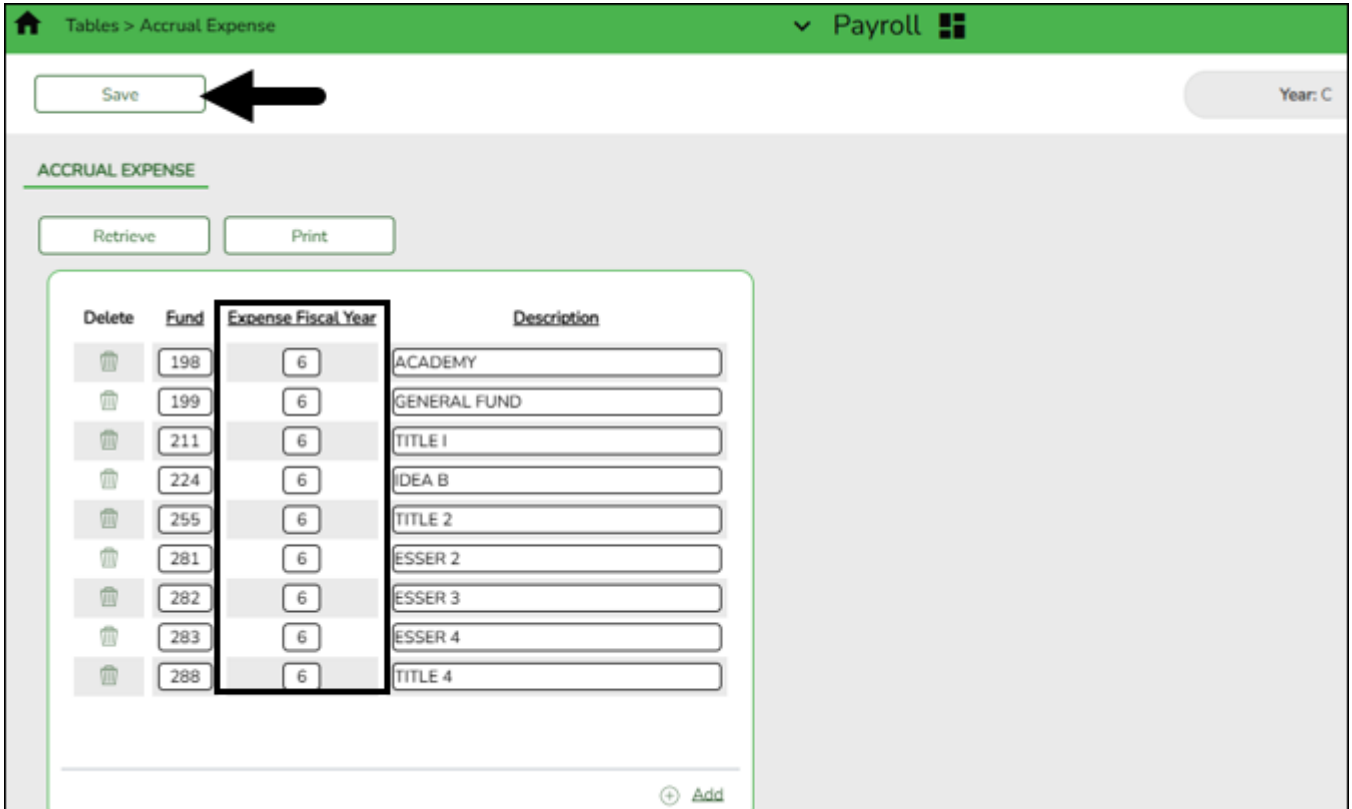 Tables > Accrual Expense
Payroll
Save
Year: C
ACCRUAL EXPENSE
Retrieve Print
Delete Fund Expense Fiscal Year Description
198 6 ACADEMY
199 6 GENERAL FUND
211 6 TITLE I
224 6 IDEA B
255 6 TITLE 2
281 6 ESSER 2
282 6 ESSER 3
283 6 ESSER 4
288 6 TITLE 4
Add